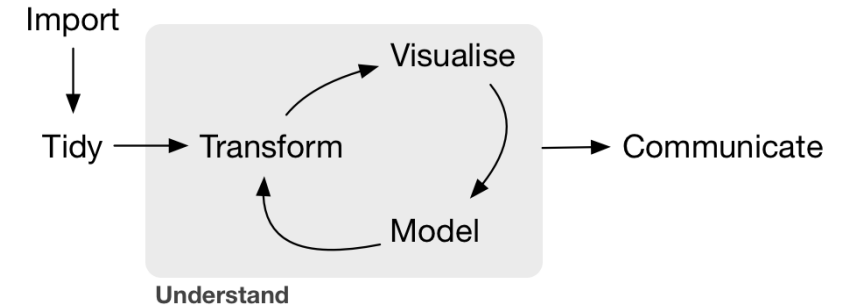 Import
Visualise
Tidy
Transform
Communicate
Model
Understand